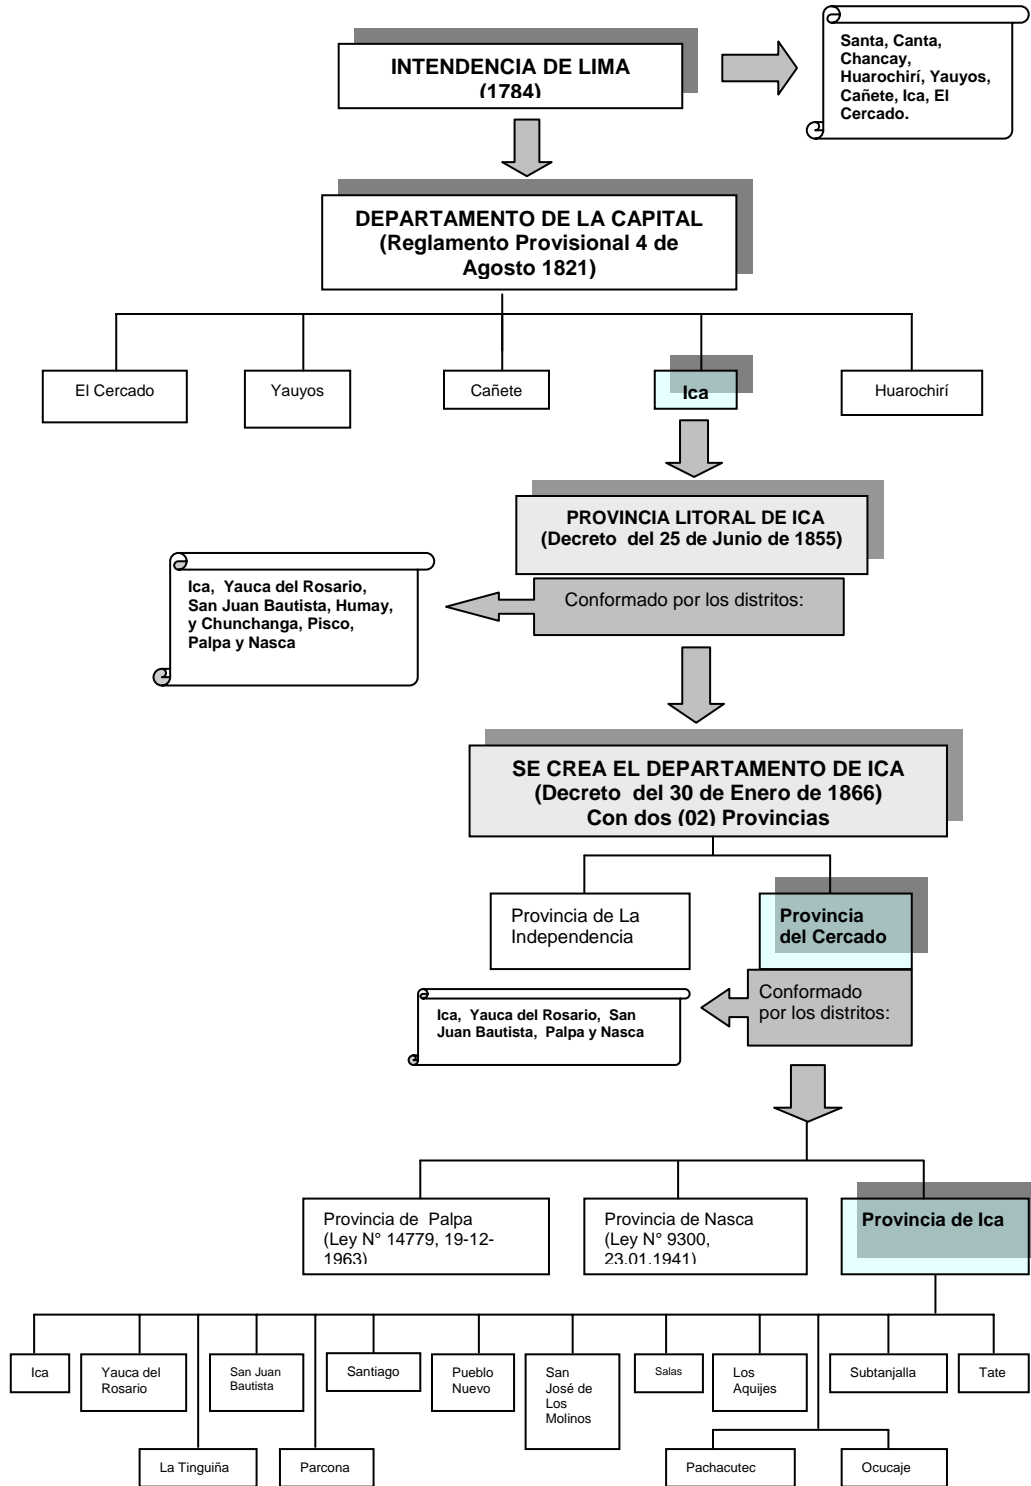 INTENDENCIA DE LIMA
(1784)
Santa, Canta,
Chancay,
Huarochirí, Yauyos,
Cañete, Ica, El
Cercado.
DEPARTAMENTO DE LA CAPITAL
(Reglamento Provisional 4 de
Agosto 1821)
El Cercado
Yauyos
Cañete
Ica
Huarochirí
PROVINCIA LITORAL DE ICA
(Decreto del 25 de Junio de 1855)
Conformado por los distritos:
Ica, Yauca del Rosario,
San Juan Bautista, Humay,
y Chunchanga, Pisco,
Palpa y Nasca
SE CREA EL DEPARTAMENTO DE ICA
(Decreto del 30 de Enero de 1866)
Con dos (02) Provincias
Provincia de La
Independencia
Provincia
del Cercado
Conformado
por los distritos:
Ica, Yauca del Rosario, San
Juan Bautista, Palpa y Nasca
Provincia de Palpa
(Ley N° 14779, 19-12-
1963)
Provincia de Nasca
(Ley N° 9300,
23.01.1941)
Provincia de Ica
Ica
Yauca del
Rosario
San Juan
Bautista
Santiago
Pueblo
Nuevo
San
José de
Los
Molinos
Salas
Los
Aquijes
Subtanjalla
Tate
La Tinguiña
Parcona
Pachacutec
Ocucaje